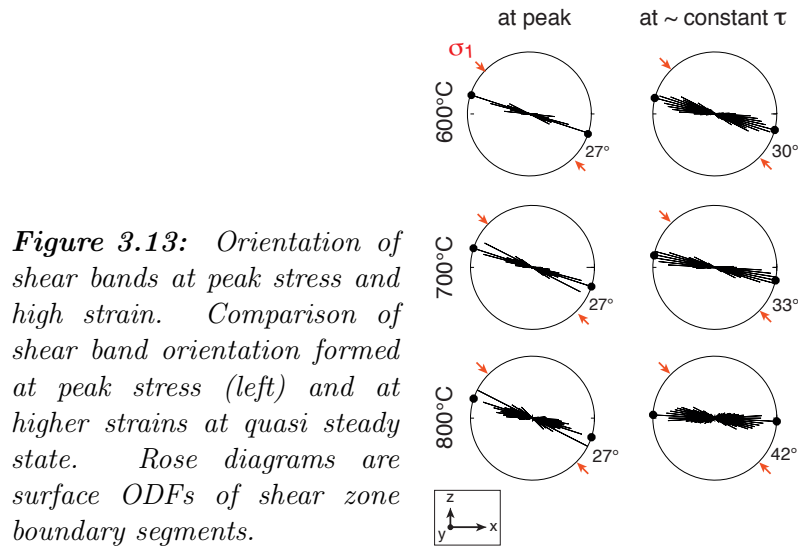 at peak
at ~ constant τ
σ1
600°C
27°
30°
700°C
27°
33°
800°C
27°
42°
z
y
x
Figure 3.13: Orientation of
shear bands at peak stress and
high strain. Comparison of
shear band orientation formed
at peak stress (left) and at
higher strains at quasi steady
state. Rose diagrams are
surface ODFs of shear zone
boundary segments.